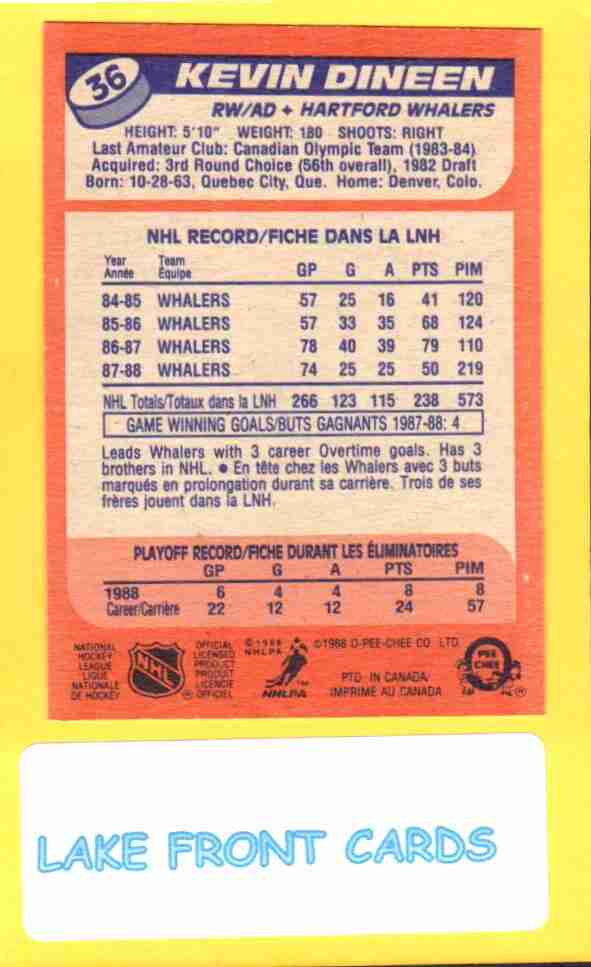 36 KEVIN DINEEN
RW/AD + HARTFORD WHALERS
HEIGHT: 5'10" WEIGHT: 180 SHOOTS: RIGHT
Last Amateur Club: Canadian Olympic Team (1983-84)
Acquired: 3rd Round Choice (56th overall), 1982 Draft
Born: 10-28-63, Quebec City, Que. Home: Denver, Colo.
NHL RECORD/FICHE DANS LA LNH
Year Team
Année Équipe GP G A PTS PIM
84-85 WHALERS 57 25 16 41 120
85-86 WHALERS 57 33 35 68 124
86-87 WHALERS 78 40 39 79 110
87-88 WHALERS 74 25 25 50 219
NHL Totals/Totaux dans la LNH 266 123 115 238 573
GAME WINNING GOALS/BUTS GAGNANTS 1987-88: 4
Leads Whalers with 3 career Overtime goals. Has 3
brothers in NHL. ● En tête chez les Whalers avec 3 buts
marqués en prolongation durant sa carrière. Trois de ses
frères jouent dans la LNH.
PLAYOFF RECORD/FICHE DURANT LES ÉLIMINATOIRES
GP G A PTS PIM
1988 6 4 4 8 8
Career/Carrière 22 12 12 24 57
NATIONAL
HOCKEY
LEAGUE
LIGUE
NATIONALE
DE HOCKEY
NHL
®
OFFICIAL
LICENSED
PRODUCT
PRODUIT
LICENCIÉ
OFFICIEL
©1988
NHLPA
NHLPA
©1988 O-PEE-CHEE CO. LTD.
PTD. IN CANADA/
IMPRIMÉ AU CANADA
O PEE
CHEE
®
LAKE FRONT CARDS